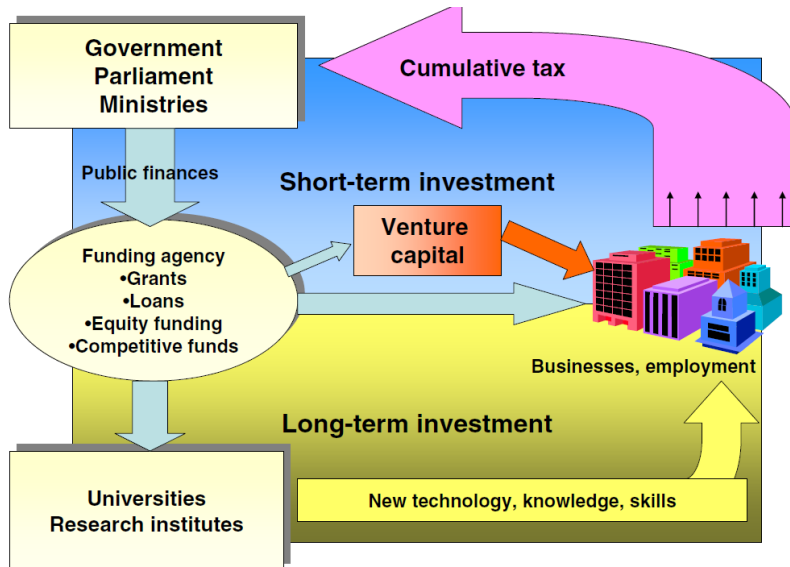 Government
Parliament
Ministries
Cumulative tax
Public finances
Short-term investment
Venture
capital
Funding agency
•Grants
•Loans
•Equity funding
•Competitive funds
Businesses, employment
Long-term investment
Universities
Research institutes
New technology, knowledge, skills